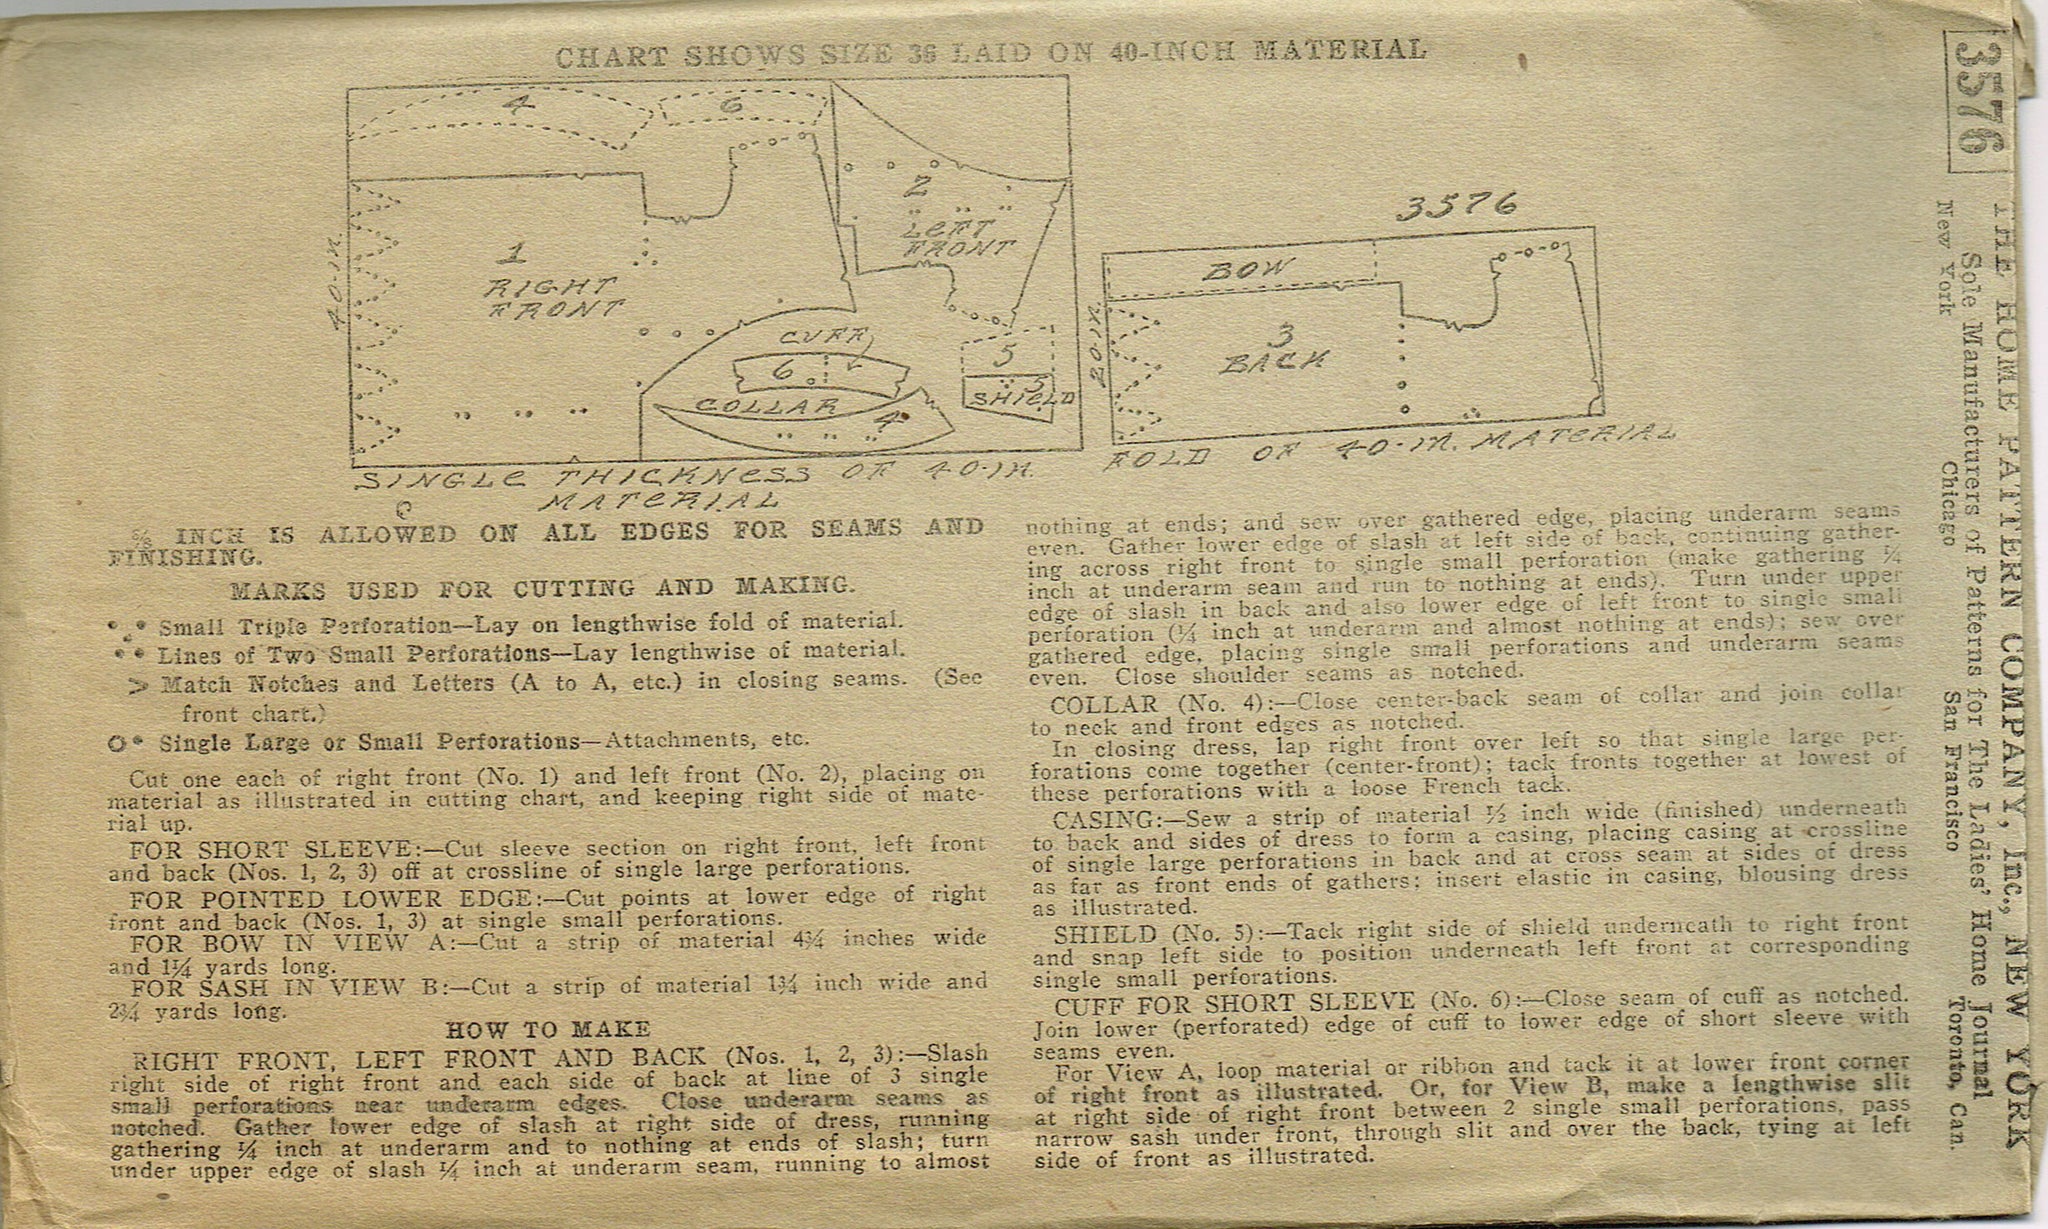 CHART SHOWS SIZE 36 LAID ON 40-INCH MATERIAL
4
6
2
LEFT
FRONT
40-IN.
1
RIGHT
FRONT
CUFF
6
COLLAR
4
5
5
SHIELD
SINGLE THICKNESS OF 40-IN.
MATERIAL
3576
BOW
20-IN.
3
BACK
FOLD OF 40-IN. MATERIAL
C
⅜ INCH IS ALLOWED ON ALL EDGES FOR SEAMS AND
FINISHING.
MARKS USED FOR CUTTING AND MAKING.
Small Triple Perforation—Lay on lengthwise fold of material.
Lines of Two Small Perforations—Lay lengthwise of material.
> Match Notches and Letters (A to A, etc.) in closing seams. (See
front chart.)
Single Large or Small Perforations—Attachments, etc.
Cut one each of right front (No. 1) and left front (No. 2), placing on
material as illustrated in cutting chart, and keeping right side of mate-
rial up.
FOR SHORT SLEEVE:—Cut sleeve section on right front, left front
and back (Nos. 1, 2, 3) off at crossline of single large perforations.
FOR POINTED LOWER EDGE:—Cut points at lower edge of right
front and back (Nos. 1, 3) at single small perforations.
FOR BOW IN VIEW A:—Cut a strip of material 4¾ inches wide
and 1¼ yards long.
FOR SASH IN VIEW B:—Cut a strip of material 1¾ inch wide and
2¾ yards long.
HOW TO MAKE
RIGHT FRONT, LEFT FRONT AND BACK (Nos. 1, 2, 3):—Slash
right side of right front and each side of back at line of 3 single
small perforations near underarm edges. Close underarm seams as
notched. Gather lower edge of slash at right side of dress, running
gathering ¼ inch at underarm and to nothing at ends of slash; turn
under upper edge of slash ¼ inch at underarm seam, running to almost
nothing at ends; and sew over gathered edge, placing underarm seams
even. Gather lower edge of slash at left side of back, continuing gather-
ing across right front to single small perforation (make gathering ¼
inch at underarm seam and run to nothing at ends). Turn under upper
edge of slash in back and also lower edge of left front to single small
perforation (¼ inch at underarm and almost nothing at ends); sew over
gathered edge, placing single small perforations and underarm seams
even. Close shoulder seams as notched.
COLLAR (No. 4):—Close center-back seam of collar and join collar
to neck and front edges as notched.
In closing dress, lap right front over left so that single large per-
forations come together (center-front); tack fronts together at lowest of
these perforations with a loose French tack.
CASING:—Sew a strip of material ½ inch wide (finished) underneath
to back and sides of dress to form a casing, placing casing at crossline
of single large perforations in back and at cross seam at sides of dress
as far as front ends of gathers; insert elastic in casing, blousing dress
as illustrated.
SHIELD (No. 5):—Tack right side of shield underneath to right front
and snap left side to position underneath left front at corresponding
single small perforations.
CUFF FOR SHORT SLEEVE (No. 6):—Close seam of cuff as notched.
Join lower (perforated) edge of cuff to lower edge of short sleeve with
seams even.
For View A, loop material or ribbon and tack it at lower front corner
of right front as illustrated. Or, for View B, make a lengthwise slit
at right side of right front between 2 single small perforations, pass
narrow sash under front, through slit and over the back, tying at left
side of front as illustrated.
3576
THE HOME PATTERN COMPANY, Inc., NEW YORK
Sole Manufacturers of Patterns for The Ladies' Home Journal
New York Chicago San Francisco Toronto, Can.